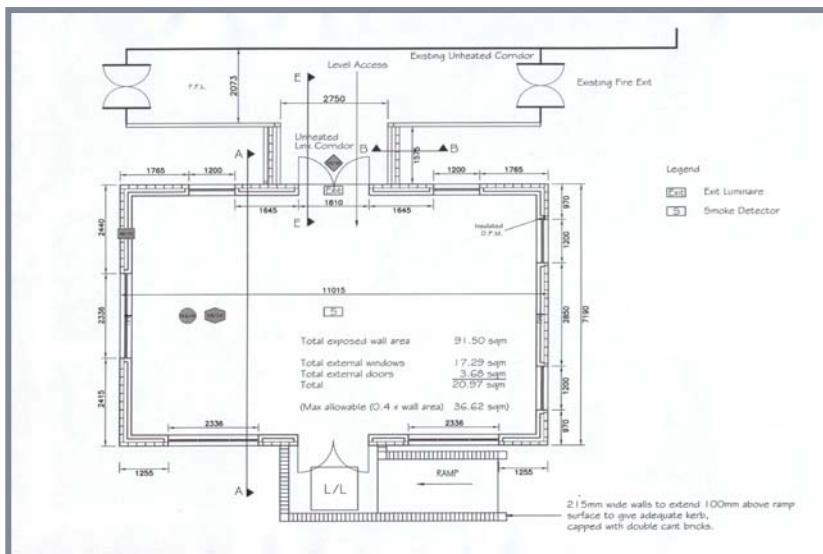 Existing Unheated Corridor
Level Access
Existing Fire Exit
F.F.L.
2073
E
2750
Unheated
Link Corridor
A
B
B
1575
1765
1200
1200
1765
Legend
Exit
Exit Luminaire
S
Smoke Detector
Exit
970
1645
1810
1645
E
Insulated
D.P.M.
2440
1200
11015
2850
7190
2336
S
Total exposed wall area 91.50 sqm
Total external windows 17.29 sqm
Total external doors 3.68 sqm
Total 20.97 sqm
(Max allowable (0.4 x wall area) 36.62 sqm)
2415
1200
2336
2336
970
1255
1255
L/L
RAMP
A
215mm wide walls to extend 100mm above ramp
surface to give adequate kerb,
capped with double cant bricks.